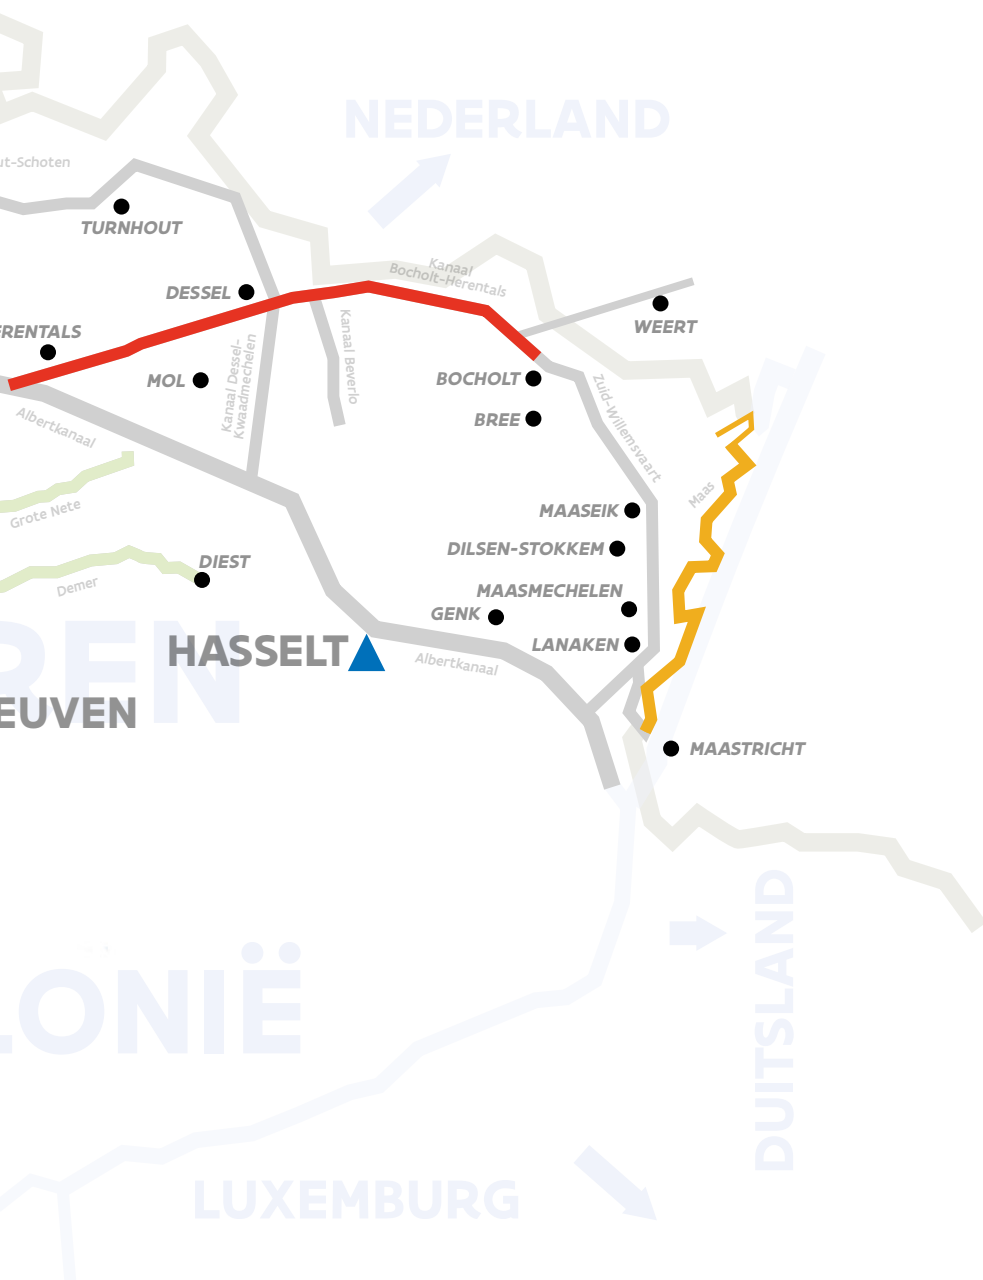 NEDERLAND
ut-Schoten
TURNHOUT
Kanaal
Bocholt-Herentals
DESSEL
WEERT
ERENTALS
Kanaal Beverlo
Kanaal Dessel-
Kwaadmechelen
MOL
BOCHOLT
Zuid-Willemsvaart
Albertkanaal
BREE
Maas
Grote Nete
MAASEIK
DILSEN-STOKKEM
DIEST
Demer
MAASMECHELEN
GENK
LANAKEN
REN
HASSELT
Albertkanaal
EUVEN
MAASTRICHT
DUITSLAND
LONIË
LUXEMBURG